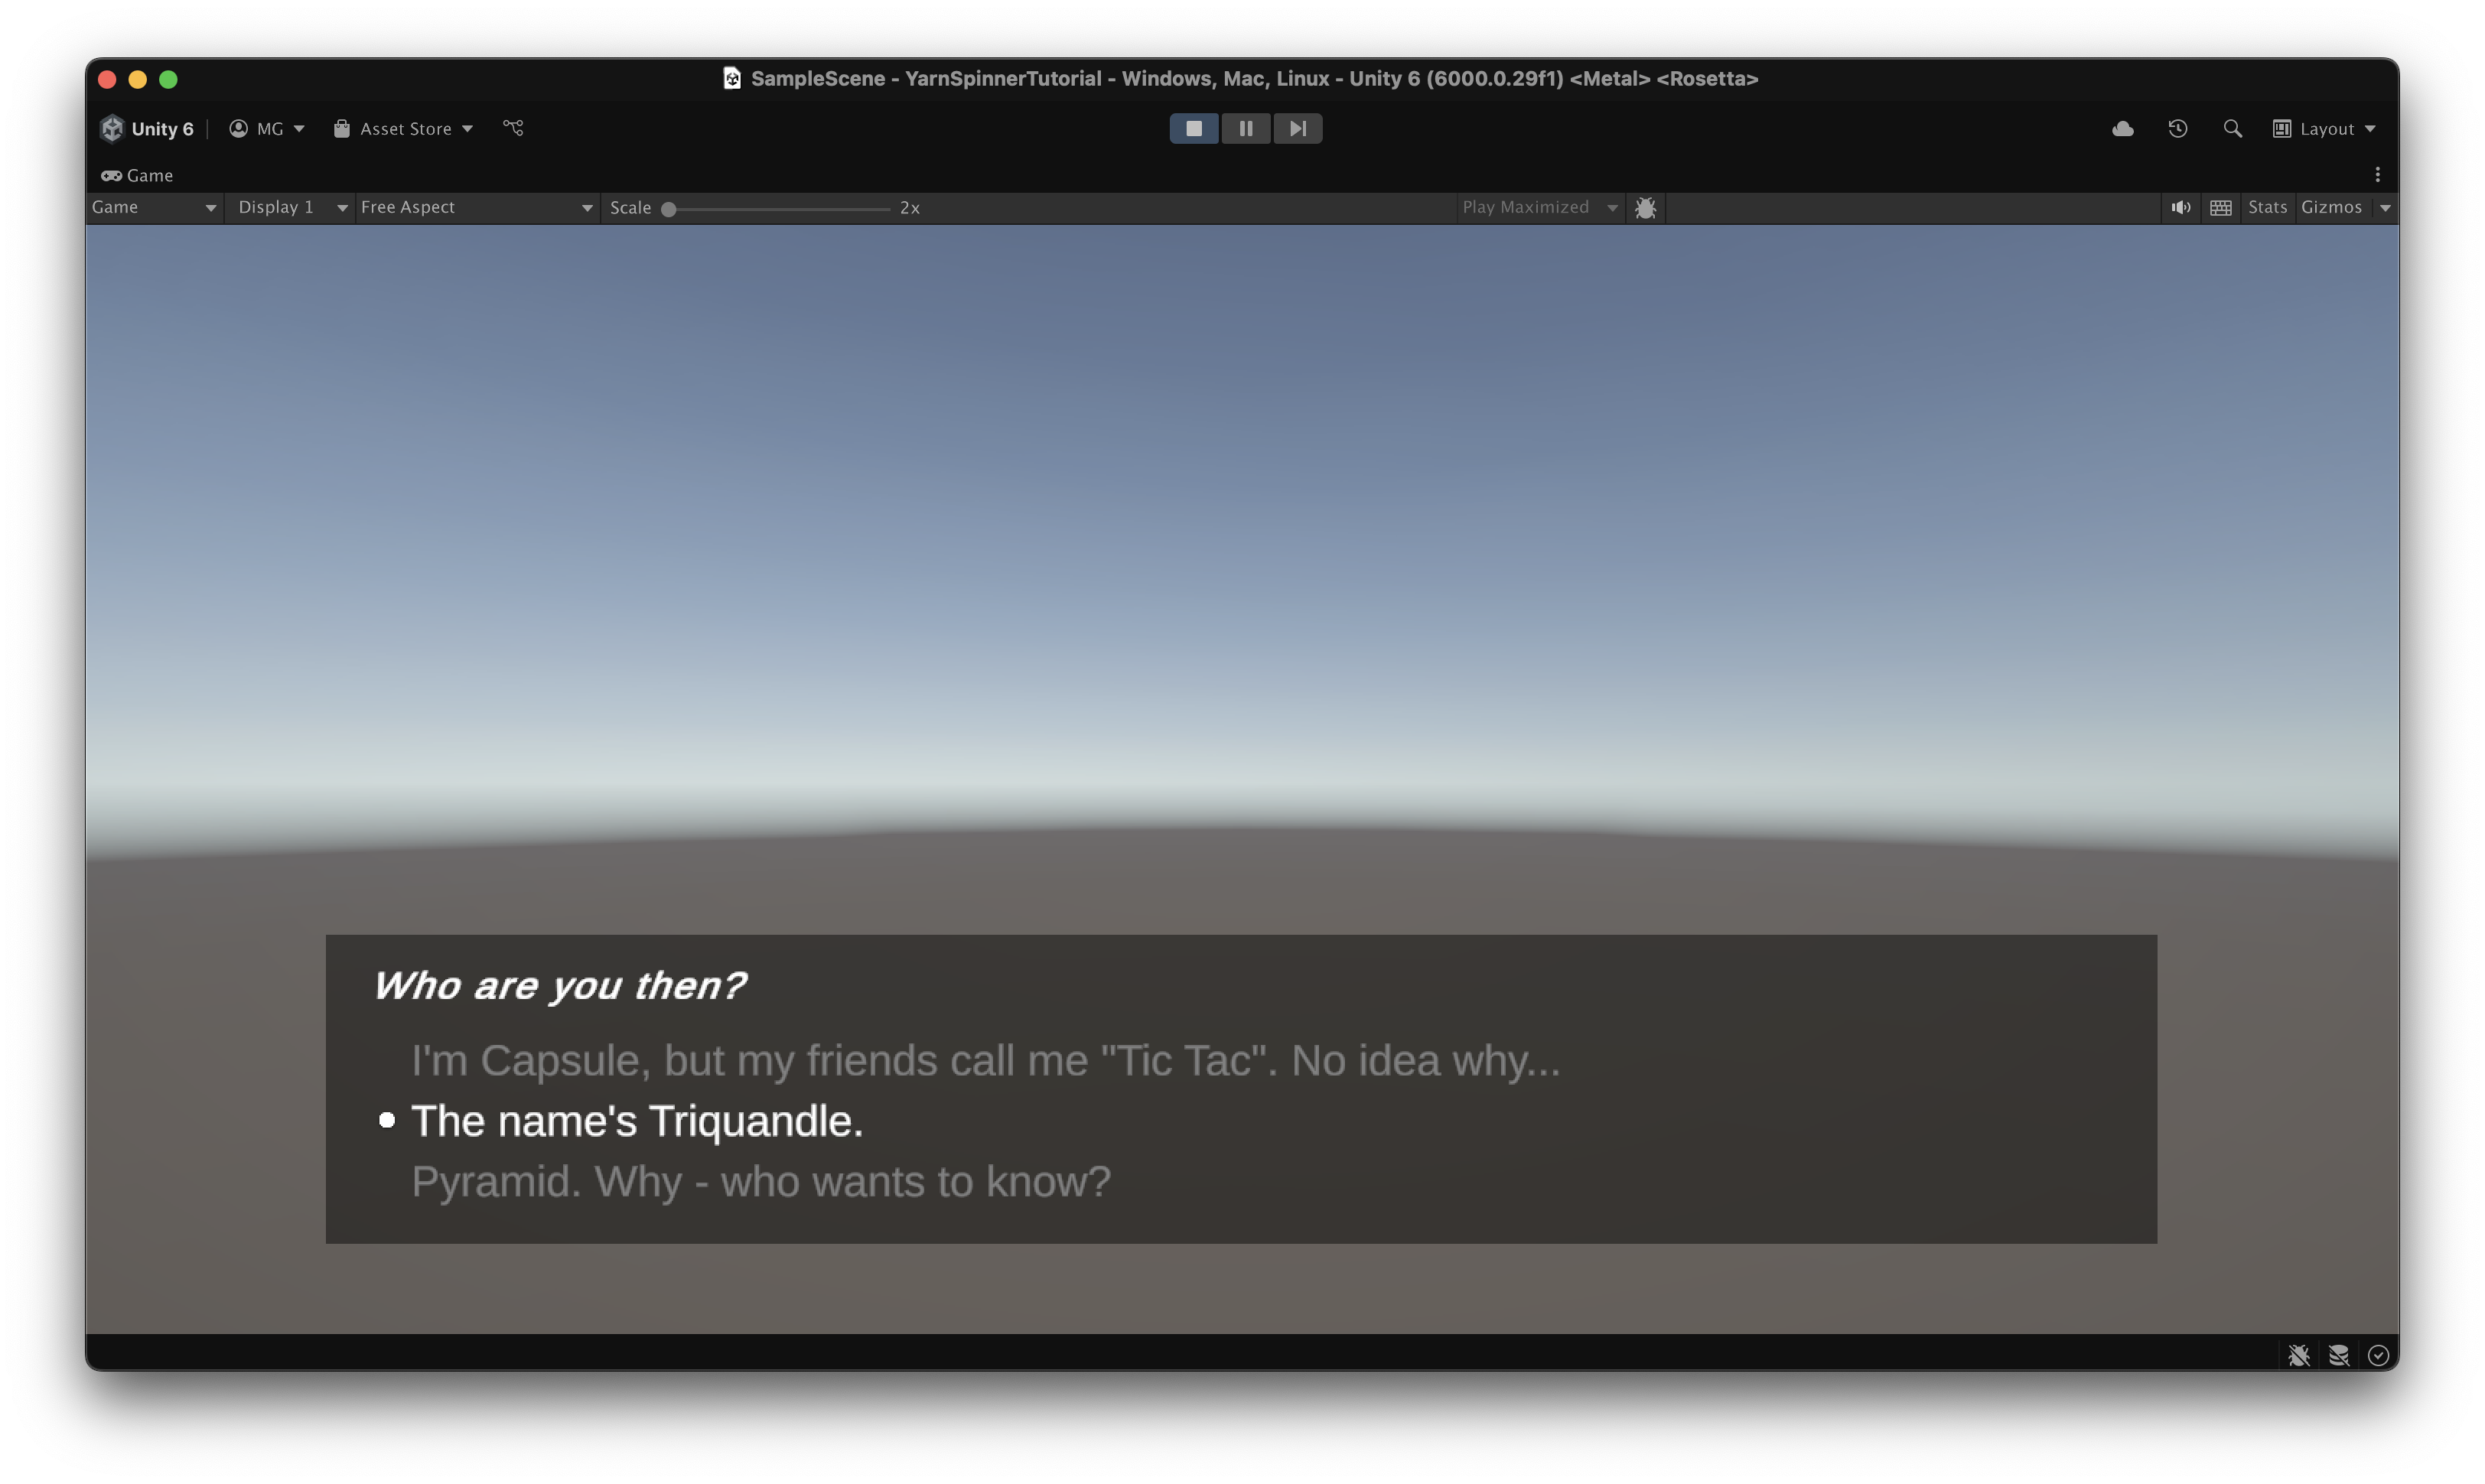 SampleScene - YarnSpinnerTutorial - Windows, Mac, Linux - Unity 6 (6000.0.29f1) <Metal> <Rosetta>
Unity 6 MG Asset Store Layout
Game
Game Display 1 Free Aspect Scale 2x Play Maximized Stats Gizmos
Who are you then?
I'm Capsule, but my friends call me "Tic Tac". No idea why...
The name's Triquandle.
Pyramid. Why - who wants to know?